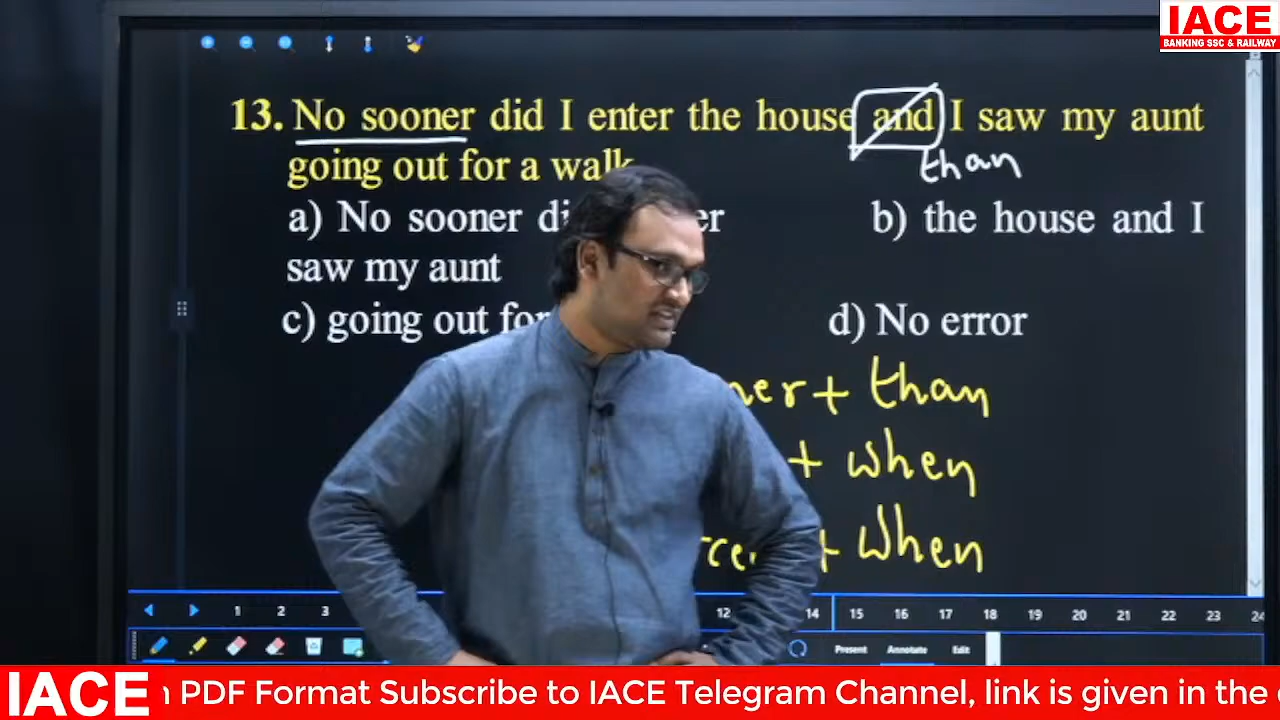 IACE
BANKING SSC & RAILWAY
13. No sooner did I enter the house and I saw my aunt
than
going out for a walk
a) No sooner
b) the house and I
saw my aunt
c) going out for
d) No error
+ than
+ when
+ When
1 2 3 12 14 15 16 17 18 19 20 21 22 23 24
Present Annotate Edit
IACE PDF Format Subscribe to IACE Telegram Channel, link is given in the